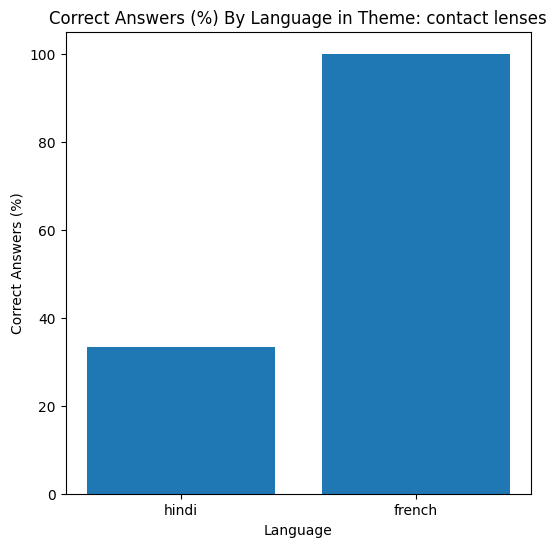 Correct Answers (%) By Language in Theme: contact lenses
Correct Answers (%)
100
80
60
40
20
0
hindi french
Language